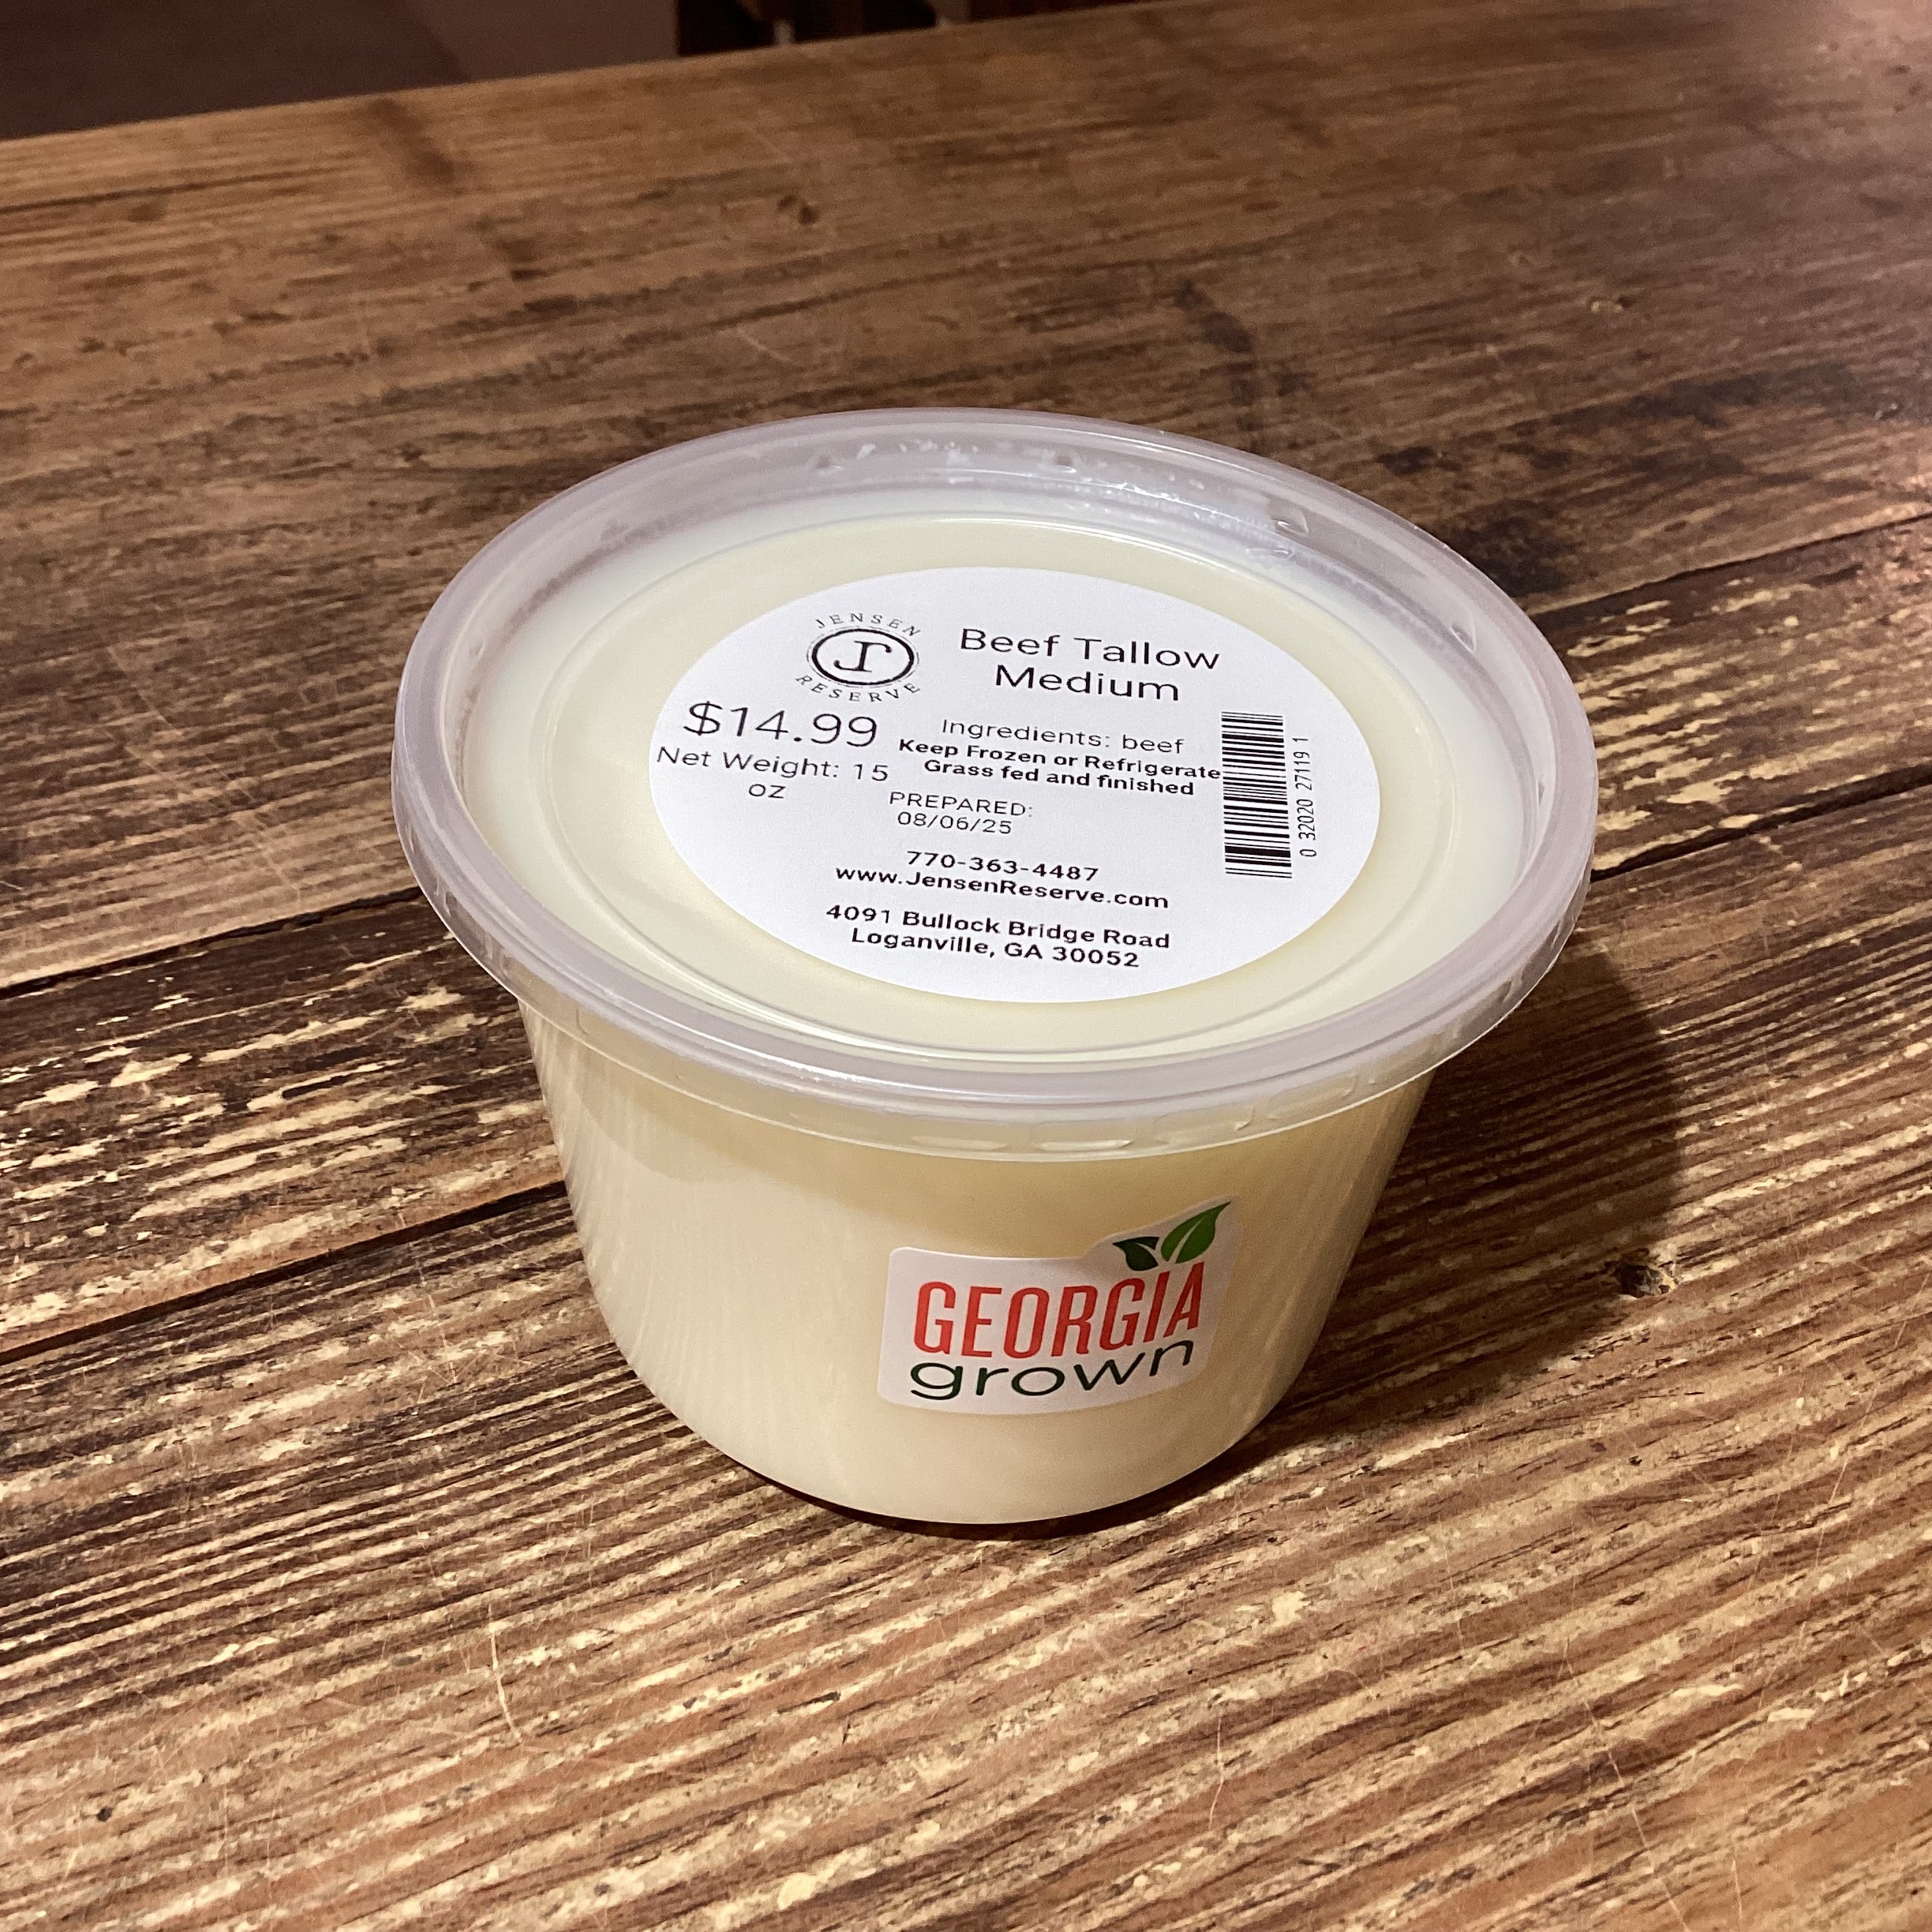 JENSEN
Jr
RESERVE
Beef Tallow
Medium
$14.99
Net Weight: 15
oz
Ingredients: beef
Keep Frozen or Refrigerate
Grass fed and finished
PREPARED:
08/06/25
0 32020 27119 1
770-363-4487
www.JensenReserve.com
4091 Bullock Bridge Road
Loganville, GA 30052
GEORGIA
grown